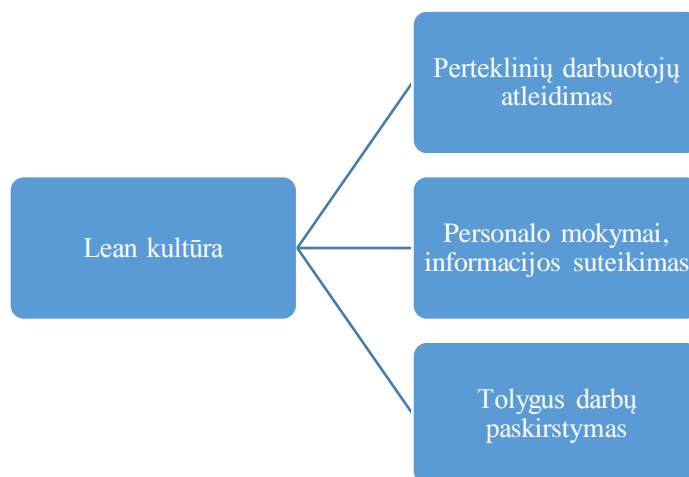 Perteklinių darbuotojų
atleidimas
Lean kultūra
Personalo mokymai,
informacijos suteikimas
Tolygus darbų
paskirstymas